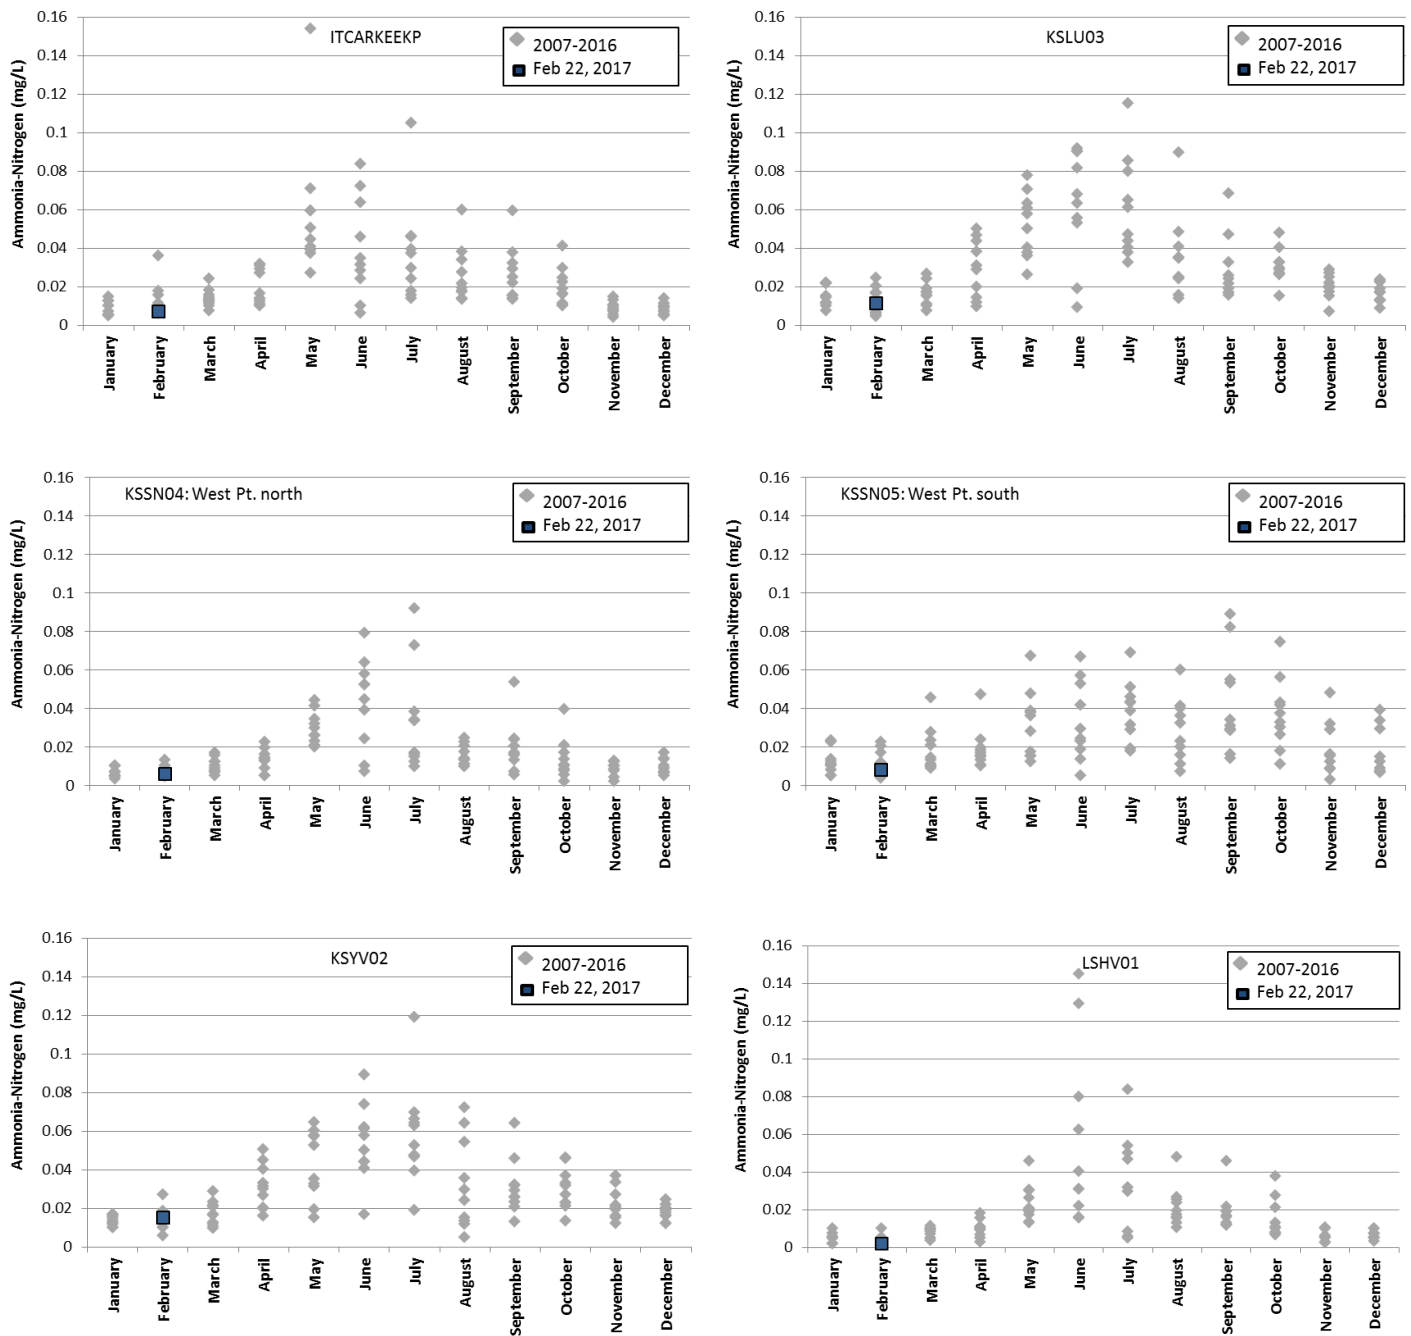 ITCARKEEKP
2007-2016
Feb 22, 2017
Ammonia-Nitrogen (mg/L)
0.16
0.14
0.12
0.1
0.08
0.06
0.04
0.02
0
January
February
March
April
May
June
July
August
September
October
November
December
KSLU03
2007-2016
Feb 22, 2017
Ammonia-Nitrogen (mg/L)
0.16
0.14
0.12
0.1
0.08
0.06
0.04
0.02
0
January
February
March
April
May
June
July
August
September
October
November
December
KSSN04: West Pt. north
2007-2016
Feb 22, 2017
Ammonia-Nitrogen (mg/L)
0.16
0.14
0.12
0.1
0.08
0.06
0.04
0.02
0
January
February
March
April
May
June
July
August
September
October
November
December
KSSN05: West Pt. south
2007-2016
Feb 22, 2017
Ammonia-Nitrogen (mg/L)
0.16
0.14
0.12
0.1
0.08
0.06
0.04
0.02
0
January
February
March
April
May
June
July
August
September
October
November
December
KSYV02
2007-2016
Feb 22, 2017
Ammonia-Nitrogen (mg/L)
0.16
0.14
0.12
0.1
0.08
0.06
0.04
0.02
0
January
February
March
April
May
June
July
August
September
October
November
December
LSHV01
2007-2016
Feb 22, 2017
Ammonia-Nitrogen (mg/L)
0.16
0.14
0.12
0.1
0.08
0.06
0.04
0.02
0
January
February
March
April
May
June
July
August
September
October
November
December